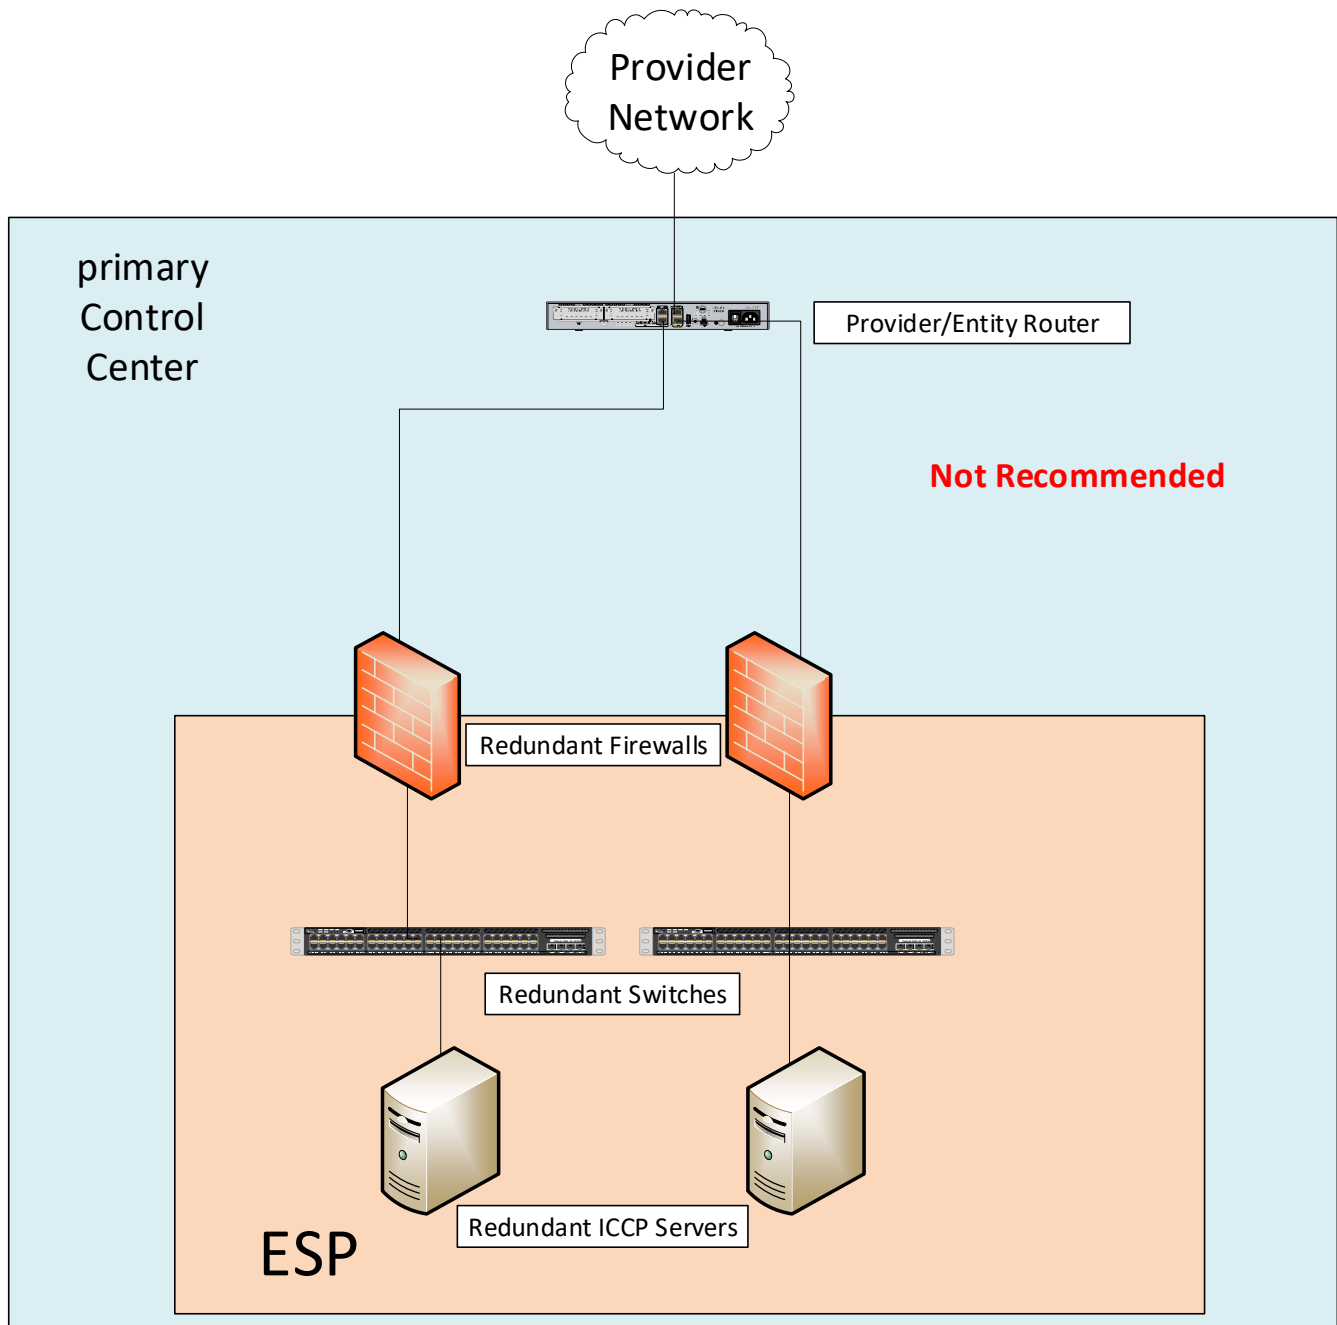 Provider
Network
primary
Control
Center
Provider/Entity Router
Not Recommended
Redundant Firewalls
Redundant Switches
Redundant ICCP Servers
ESP